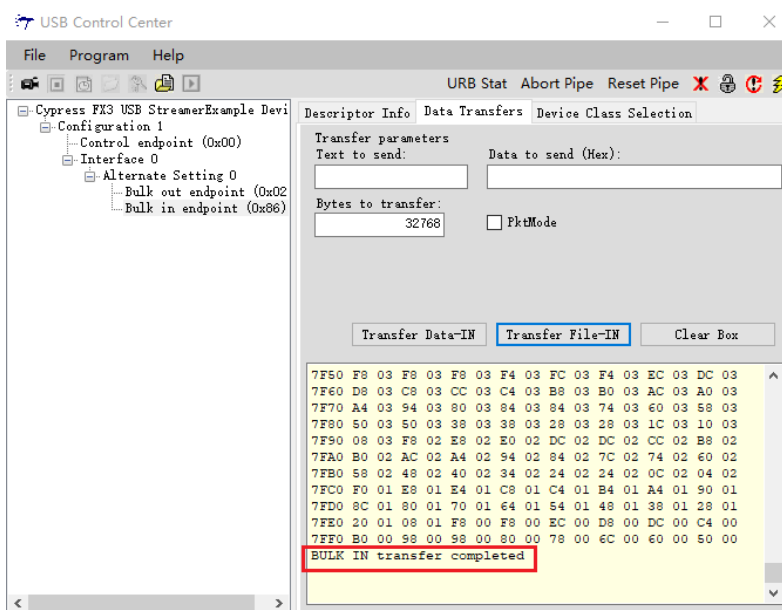 USB Control Center
File Program Help
URB Stat Abort Pipe Reset Pipe
Cypress FX3 USB StreamerExample Devi
Configuration 1
Control endpoint (0x00)
Interface 0
Alternate Setting 0
Bulk out endpoint (0x02
Bulk in endpoint (0x86)
Descriptor Info Data Transfers Device Class Selection
Transfer parameters
Text to send: Data to send (Hex):
Bytes to transfer:
32768 PktMode
Transfer Data-IN Transfer File-IN Clear Box
7F50 F8 03 F8 03 F8 03 F4 03 FC 03 F4 03 EC 03 DC 03
7F60 D8 03 C8 03 CC 03 C4 03 B8 03 B0 03 AC 03 A0 03
7F70 A4 03 94 03 80 03 84 03 84 03 74 03 60 03 58 03
7F80 50 03 50 03 38 03 38 03 28 03 28 03 1C 03 10 03
7F90 08 03 F8 02 E8 02 E0 02 DC 02 DC 02 CC 02 B8 02
7FA0 B0 02 AC 02 A4 02 94 02 84 02 7C 02 74 02 60 02
7FB0 58 02 48 02 40 02 34 02 24 02 24 02 0C 02 04 02
7FC0 F0 01 E8 01 E4 01 C8 01 C4 01 B4 01 A4 01 90 01
7FD0 8C 01 80 01 70 01 64 01 54 01 48 01 38 01 28 01
7FE0 20 01 08 01 F8 00 F8 00 EC 00 D8 00 DC 00 C4 00
7FF0 B0 00 98 00 98 00 80 00 78 00 6C 00 60 00 50 00
BULK IN transfer completed